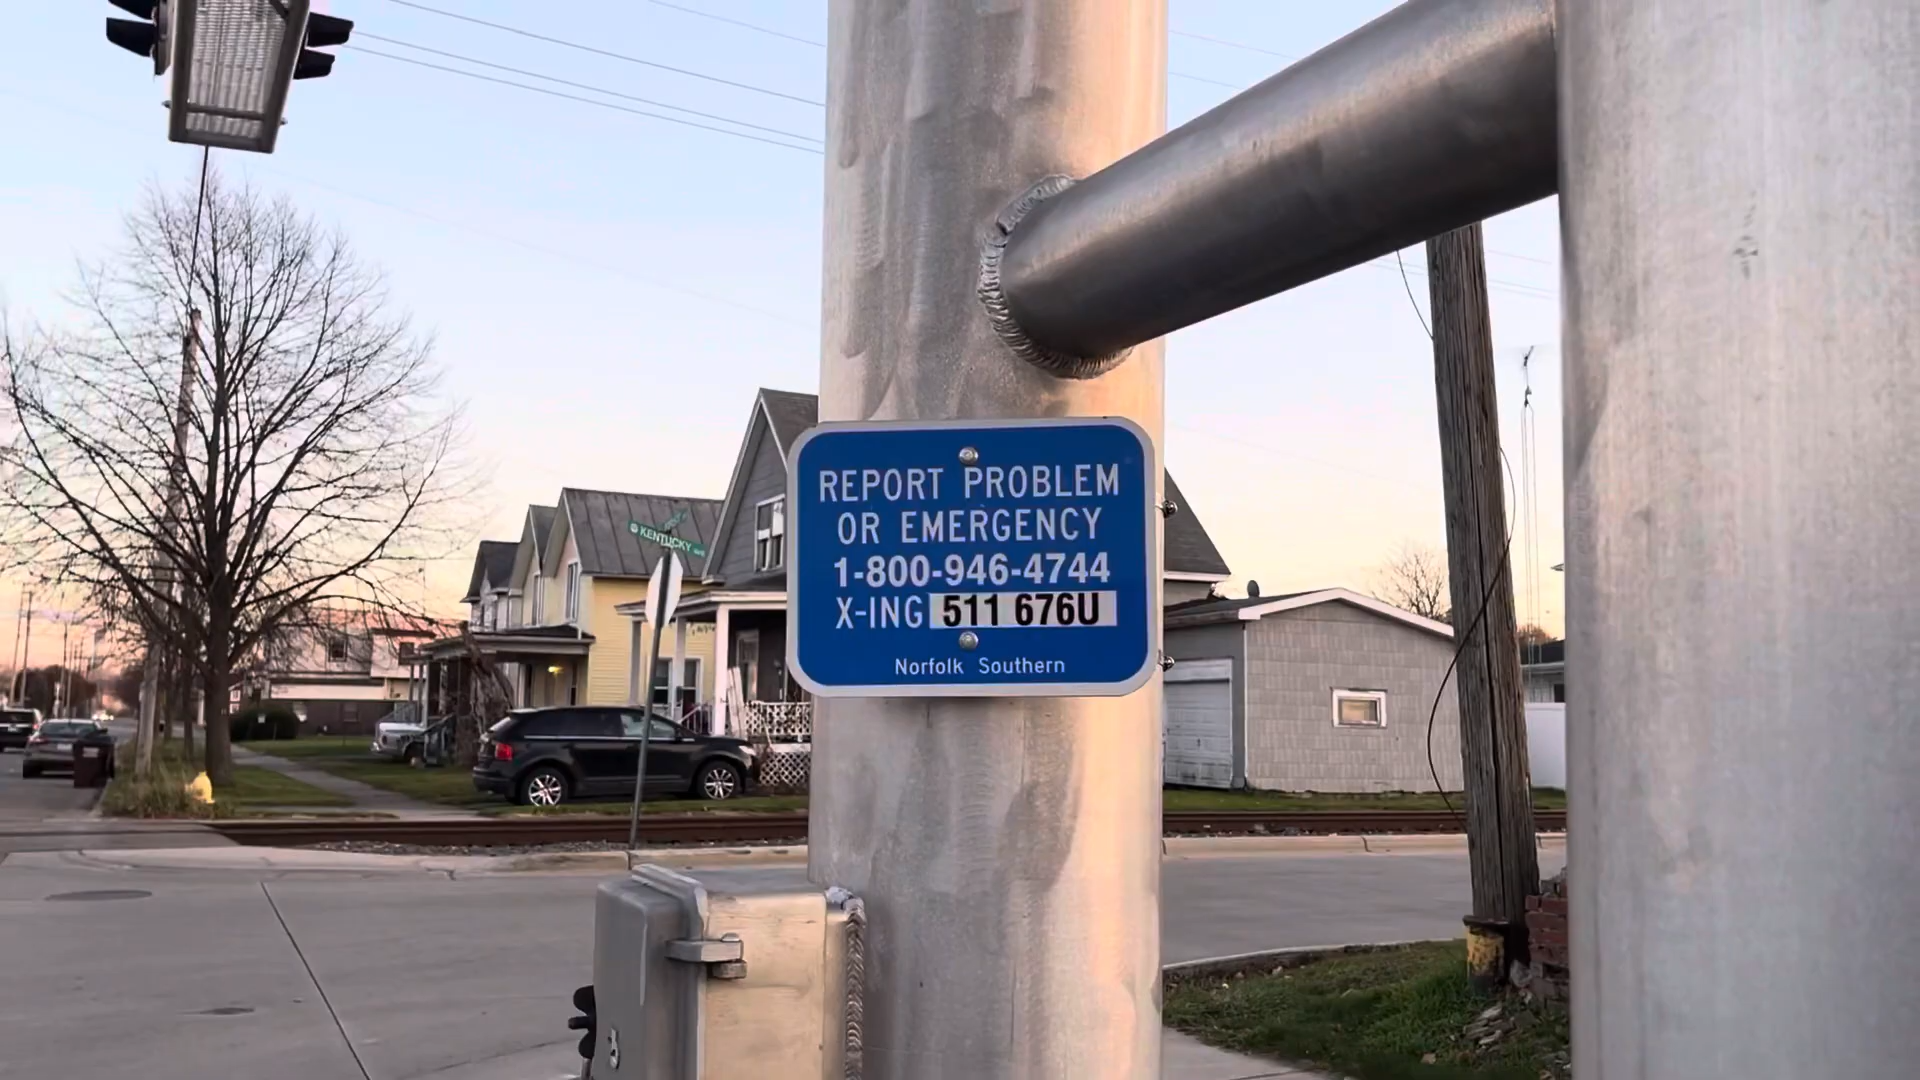 KENTUCKY
REPORT PROBLEM
OR EMERGENCY
1-800-946-4744
X-ING 511 676U
Norfolk Southern